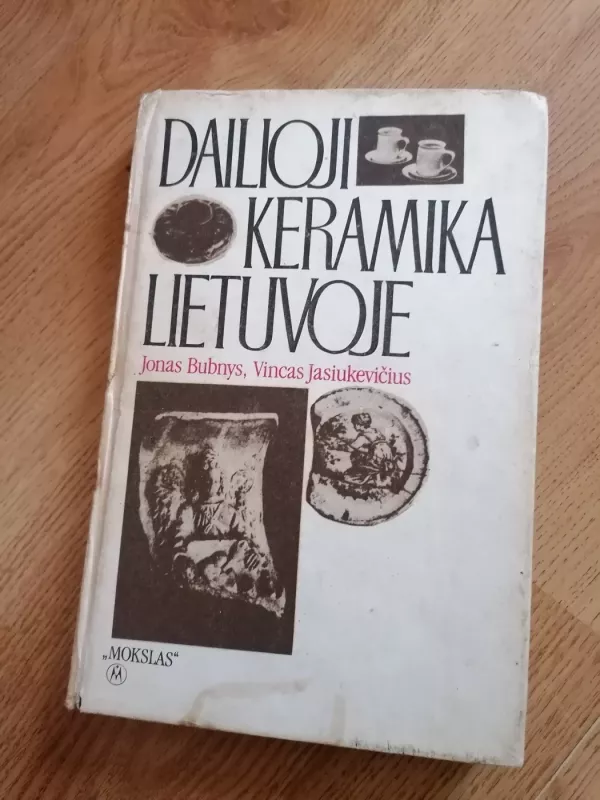 DAILIOJI
KERAMIKA
LIETUVOJE
Jonas Bubnys, Vincas Jasiukevičius
„MOKSLAS“
M